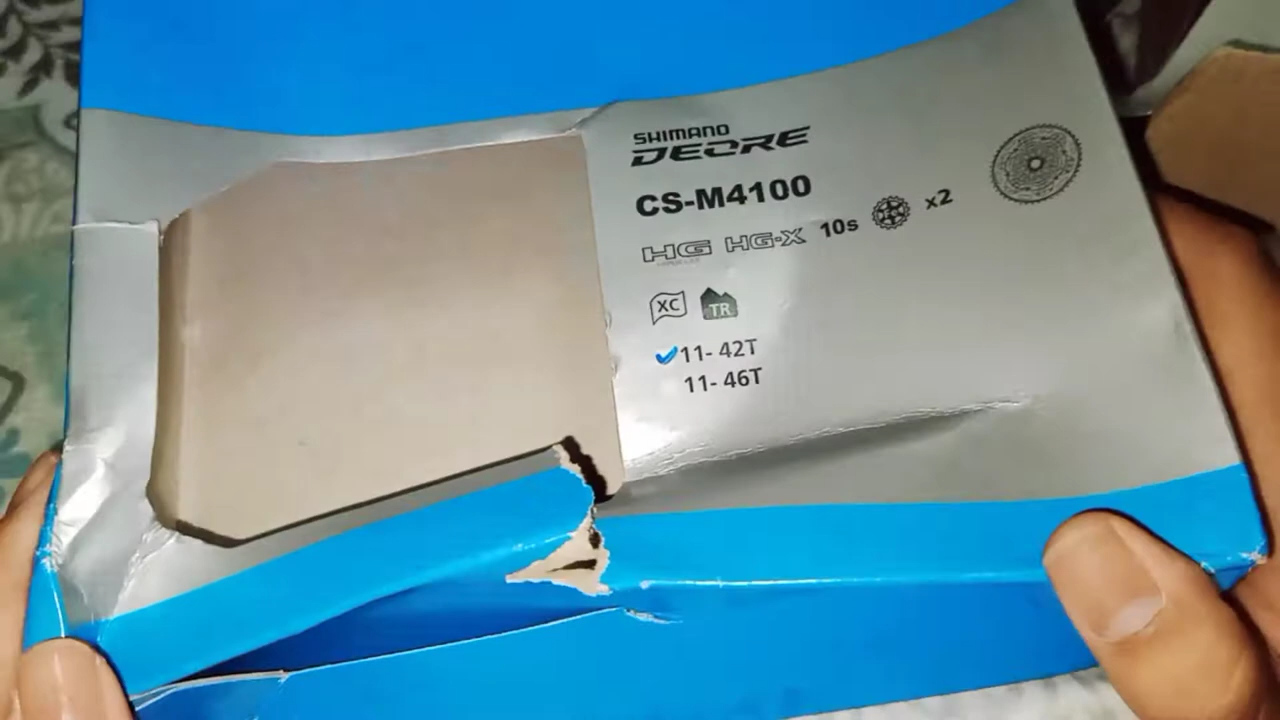 SHIMANO
DEORE
CS-M4100
HG HG-X 10s x2
XC TR
11- 42T
11- 46T